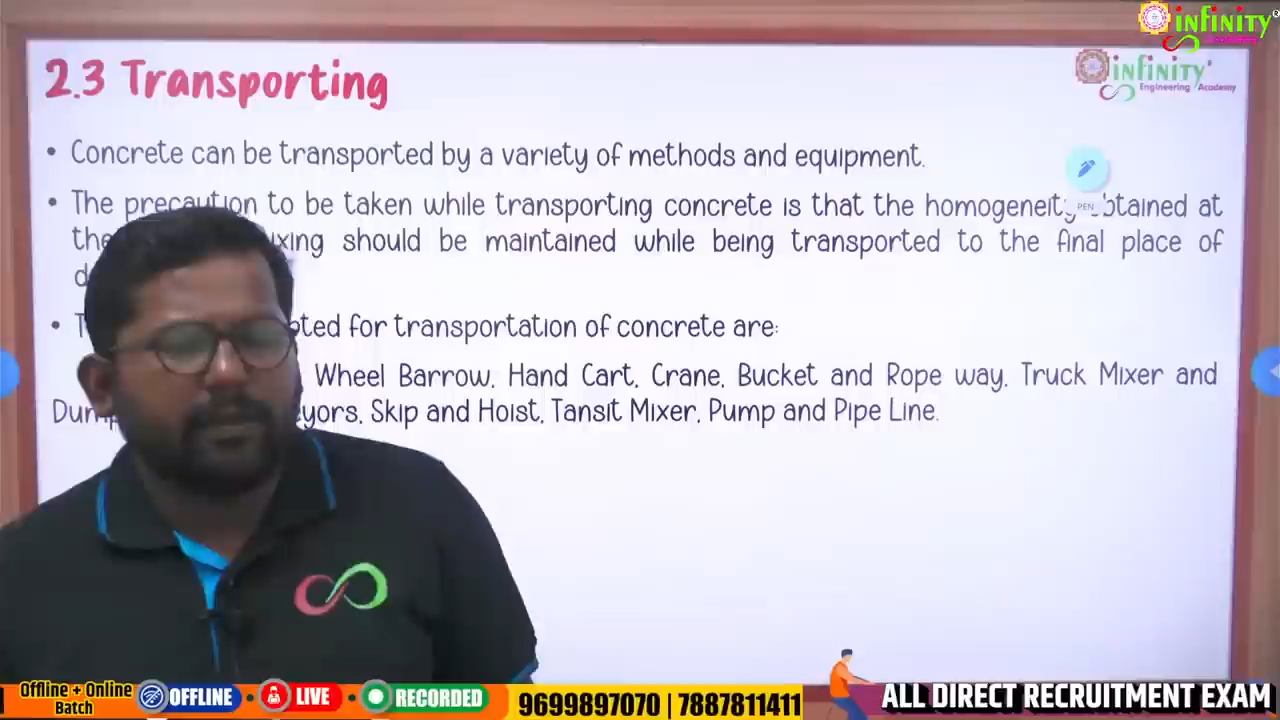 infinity
infinity
Engineering Academy
2.3 Transporting
• Concrete can be transported by a variety of methods and equipment.
• The precaution to be taken while transporting concrete is that the homogeneity obtained at
the mixing should be maintained while being transported to the final place of
• for transportation of concrete are:
Wheel Barrow, Hand Cart, Crane, Bucket and Rope way, Truck Mixer and
Skip and Hoist, Tansit Mixer, Pump and Pipe Line.
PEN
Offline + Online
Batch
OFFLINE
LIVE
RECORDED
9699897070 | 7887811411
ALL DIRECT RECRUITMENT EXAM